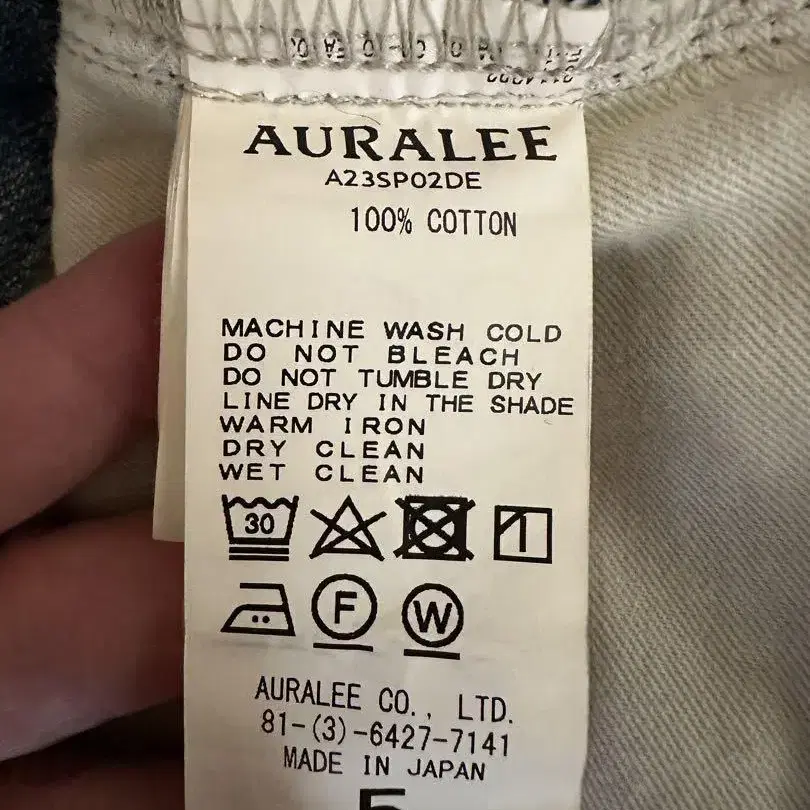 AURALEE
A23SP02DE
100% COTTON
MACHINE WASH COLD
DO NOT BLEACH
DO NOT TUMBLE DRY
LINE DRY IN THE SHADE
WARM IRON
DRY CLEAN
WET CLEAN
30
F W
AURALEE CO., LTD.
81-(3)-6427-7141
MADE IN JAPAN
5